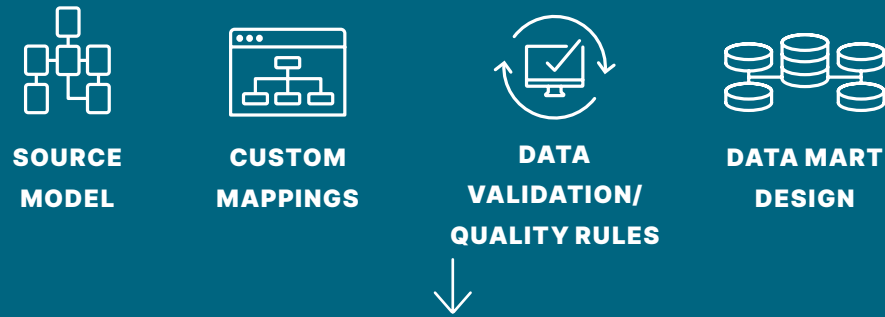 SOURCE
MODEL
CUSTOM
MAPPINGS
DATA
VALIDATION/
QUALITY RULES
DATA MART
DESIGN